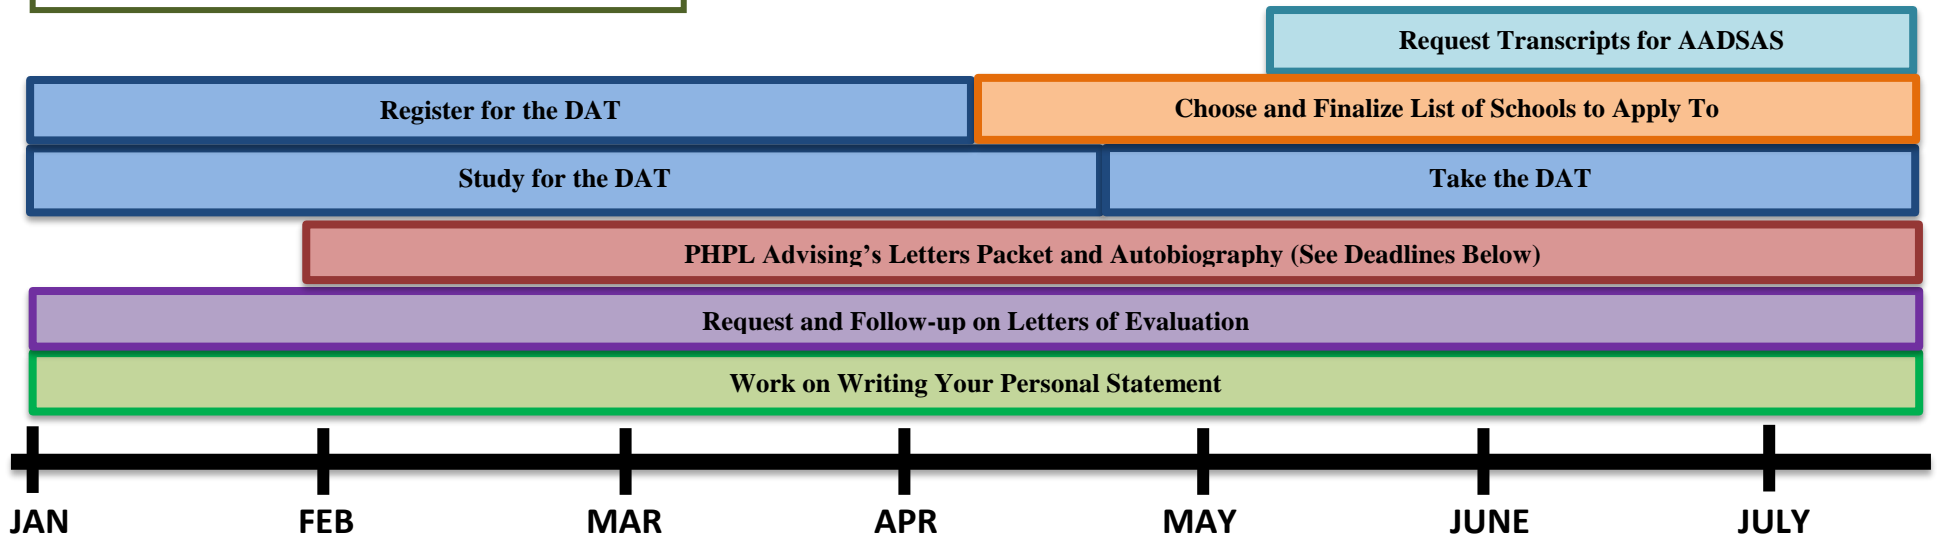 Request Transcripts for AADSAS
Register for the DAT
Choose and Finalize List of Schools to Apply To
Study for the DAT
Take the DAT
PHPL Advising’s Letters Packet and Autobiography (See Deadlines Below)
Request and Follow-up on Letters of Evaluation
Work on Writing Your Personal Statement
JAN FEB MAR APR MAY JUNE JULY